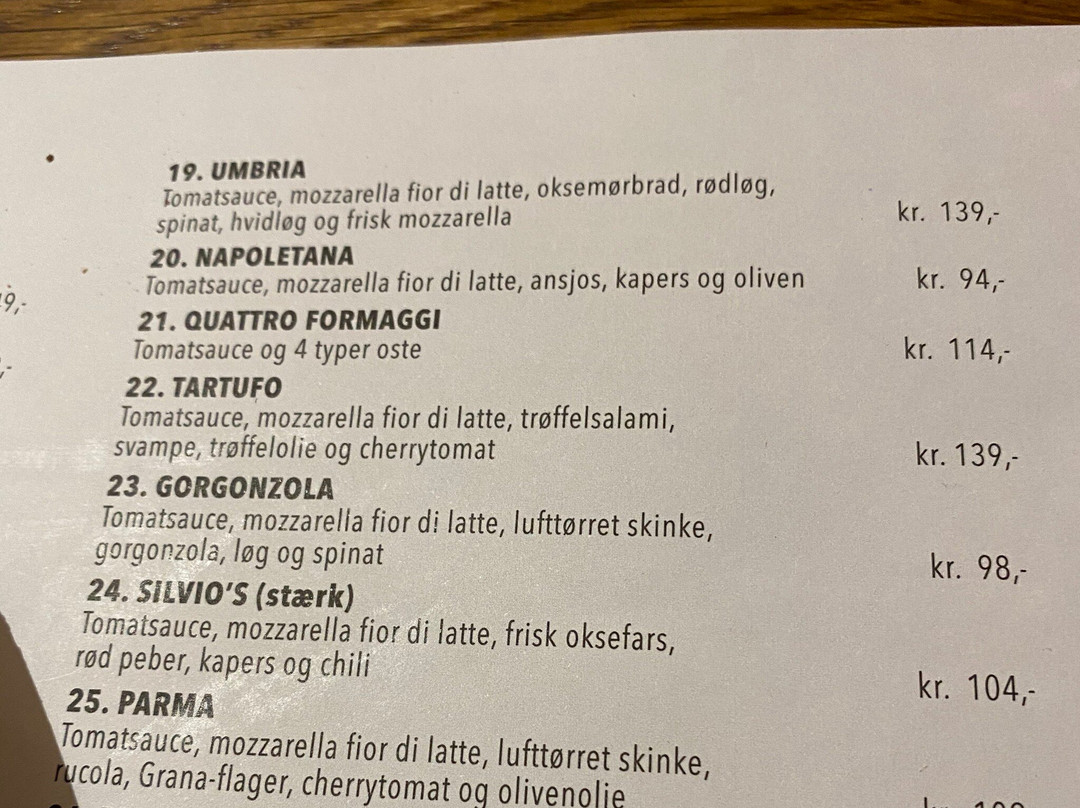 19. UMBRIA
Tomatsauce, mozzarella fior di latte, oksemørbrad, rødløg,
spinat, hvidløg og frisk mozzarella
kr. 139,-
20. NAPOLETANA
Tomatsauce, mozzarella fior di latte, ansjos, kapers og oliven
kr. 94,-
21. QUATTRO FORMAGGI
Tomatsauce og 4 typer oste
kr. 114,-
22. TARTUFO
Tomatsauce, mozzarella fior di latte, trøffelsalami,
svampe, trøffelolie og cherrytomat
kr. 139,-
23. GORGONZOLA
Tomatsauce, mozzarella fior di latte, lufttørret skinke,
gorgonzola, løg og spinat
kr. 98,-
24. SILVIO'S (stærk)
Tomatsauce, mozzarella fior di latte, frisk oksefars,
rød peber, kapers og chili
kr. 104,-
25. PARMA
Tomatsauce, mozzarella fior di latte, lufttørret skinke,
rucola, Grana-flager, cherrytomat og olivenolie